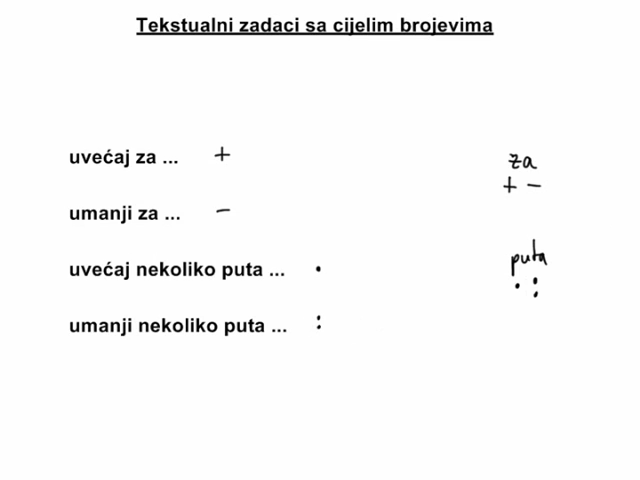 Tekstualni zadaci sa cijelim brojevima
uvećaj za ... +
umanji za ... -
uvećaj nekoliko puta ... •
umanji nekoliko puta ... :
za
+ -
puta
• :